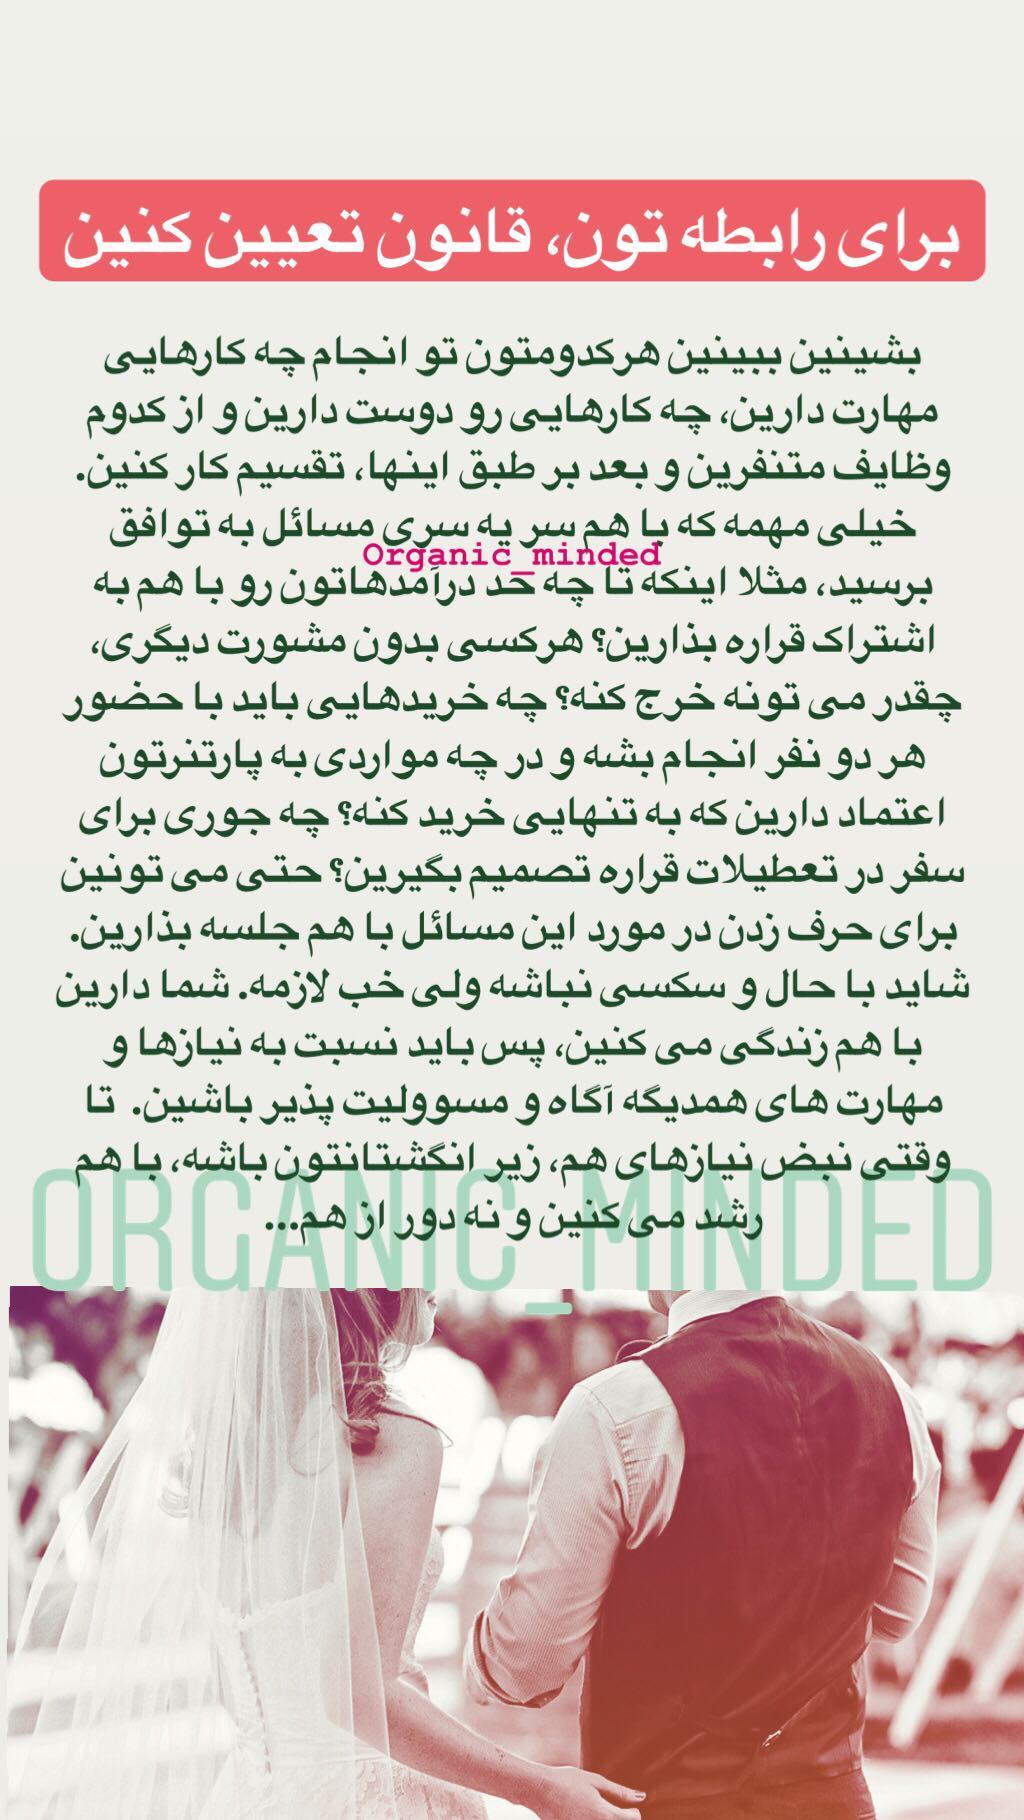 برای رابطه تون، قانون تعیین کنین
بشینین ببینین هرکدومتون تو انجام چه کارهایی
مهارت دارین، چه کارهایی رو دوست دارین و از کدوم
وظایف متنفرین و بعد بر طبق اینها، تقسیم کار کنین.
خیلی مهمه که با هم سر یه سری مسائل به توافق
Organic_minded
برسید، مثلا اینکه تا چه حد درآمدهاتون رو با هم به
اشتراک قراره بذارین؟ هرکسی بدون مشورت دیگری،
چقدر می تونه خرج کنه؟ چه خریدهایی باید با حضور
هر دو نفر انجام بشه و در چه مواردی به پارتنرتون
اعتماد دارین که به تنهایی خرید کنه؟ چه جوری برای
سفر در تعطیلات قراره تصمیم بگیرین؟ حتی می تونین
برای حرف زدن در مورد این مسائل با هم جلسه بذارین.
شاید با حال و سکسی نباشه ولی خب لازمه. شما دارین
با هم زندگی می کنین، پس باید نسبت به نیازها و
مهارت های همدیگه آگاه و مسوولیت پذیر باشین. تا
وقتی نبض نیازهای هم، زیر انگشتانتون باشه، با هم
رشد می کنین و نه دور از هم...
ORGANIC_MINDED